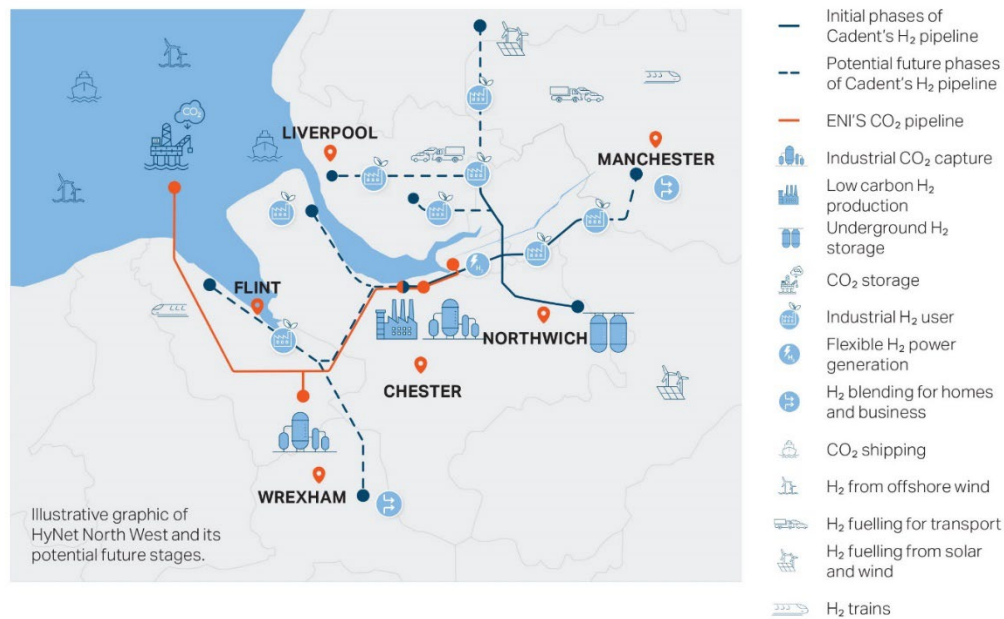 LIVERPOOL
MANCHESTER
CO₂
FLINT
H₂
NORTHWICH
CHESTER
WREXHAM
Illustrative graphic of
HyNet North West and its
potential future stages.
Initial phases of
Cadent's H₂ pipeline
Potential future phases
of Cadent's H₂ pipeline
ENI'S CO₂ pipeline
Industrial CO₂ capture
Low carbon H₂
production
Underground H₂
storage
CO₂ storage
Industrial H₂ user
Flexible H₂ power
generation
H₂ blending for homes
and business
CO₂ shipping
H₂ from offshore wind
H₂ fuelling for transport
H₂ fuelling from solar
and wind
H₂ trains